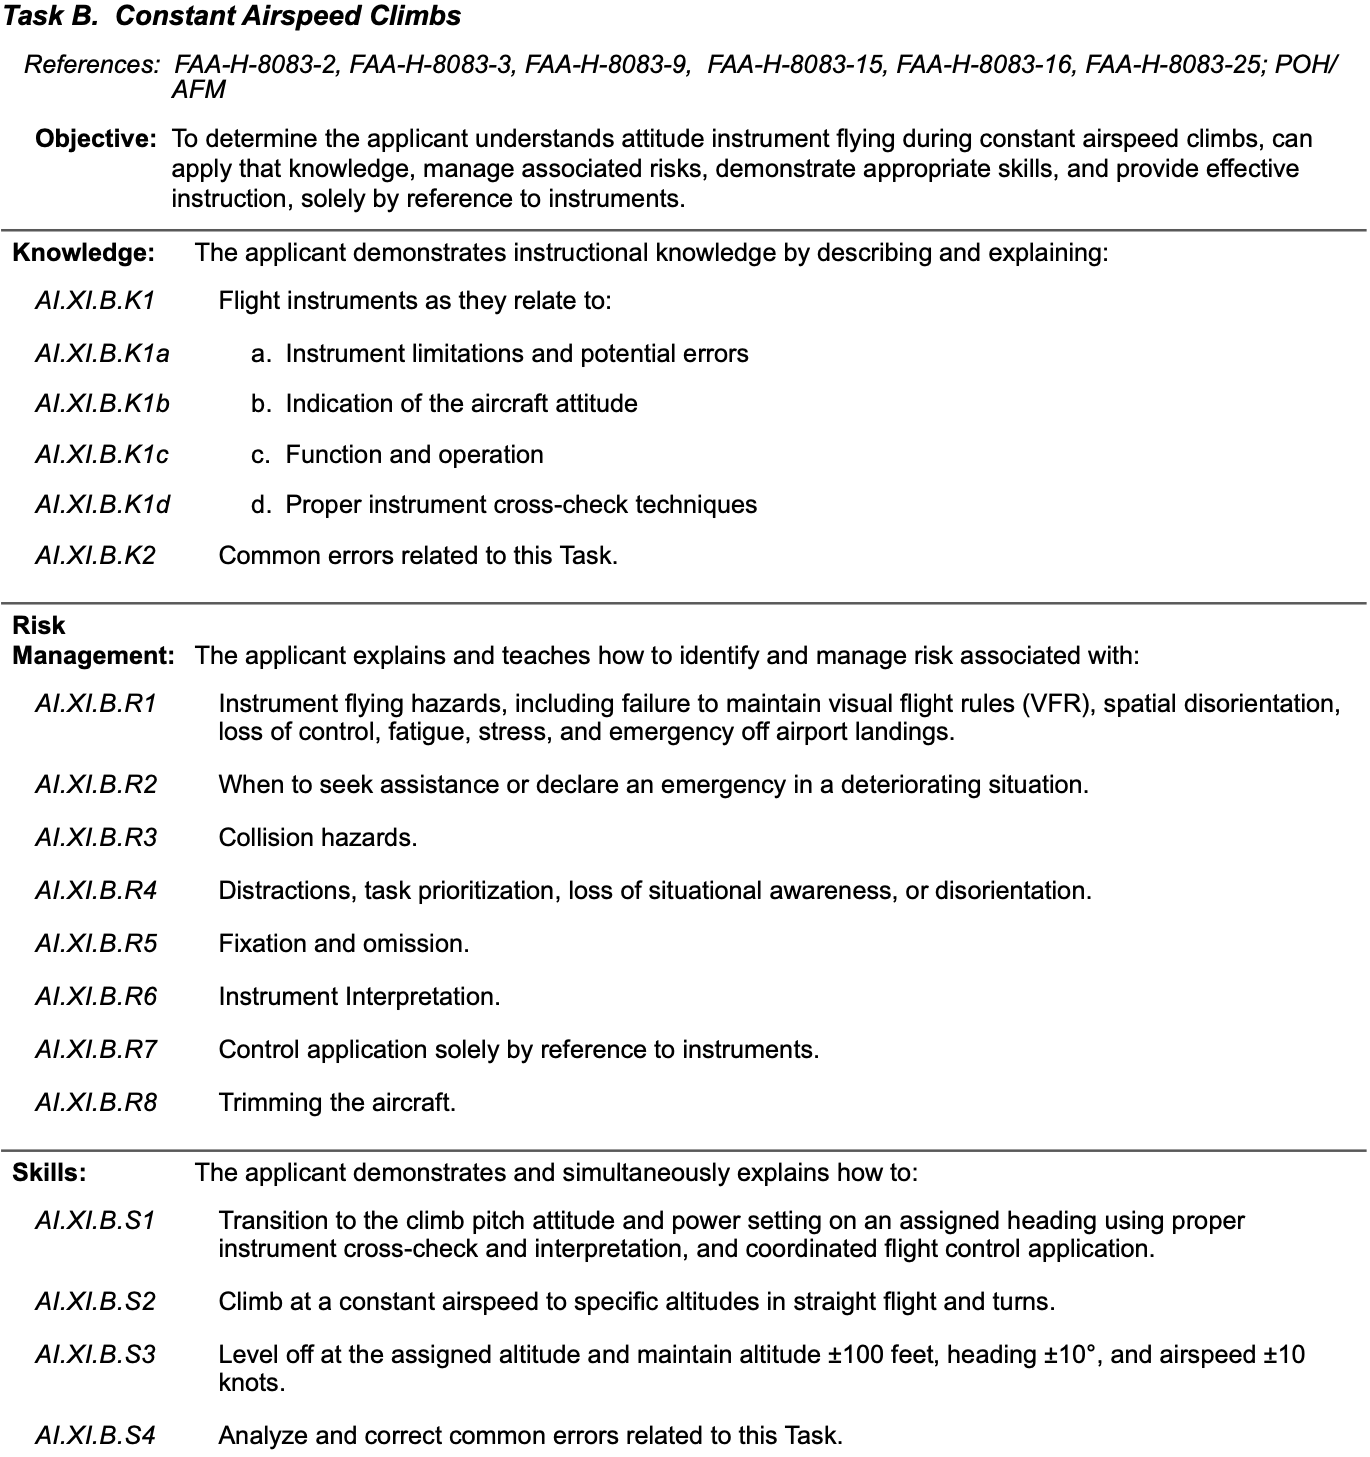 Task B. Constant Airspeed Climbs
References: FAA-H-8083-2, FAA-H-8083-3, FAA-H-8083-9, FAA-H-8083-15, FAA-H-8083-16, FAA-H-8083-25; POH/
AFM
Objective: To determine the applicant understands attitude instrument flying during constant airspeed climbs, can
apply that knowledge, manage associated risks, demonstrate appropriate skills, and provide effective
instruction, solely by reference to instruments.
Knowledge: The applicant demonstrates instructional knowledge by describing and explaining:
AI.XI.B.K1 Flight instruments as they relate to:
AI.XI.B.K1a a. Instrument limitations and potential errors
AI.XI.B.K1b b. Indication of the aircraft attitude
AI.XI.B.K1c c. Function and operation
AI.XI.B.K1d d. Proper instrument cross-check techniques
AI.XI.B.K2 Common errors related to this Task.
Risk
Management: The applicant explains and teaches how to identify and manage risk associated with:
AI.XI.B.R1 Instrument flying hazards, including failure to maintain visual flight rules (VFR), spatial disorientation,
loss of control, fatigue, stress, and emergency off airport landings.
AI.XI.B.R2 When to seek assistance or declare an emergency in a deteriorating situation.
AI.XI.B.R3 Collision hazards.
AI.XI.B.R4 Distractions, task prioritization, loss of situational awareness, or disorientation.
AI.XI.B.R5 Fixation and omission.
AI.XI.B.R6 Instrument Interpretation.
AI.XI.B.R7 Control application solely by reference to instruments.
AI.XI.B.R8 Trimming the aircraft.
Skills: The applicant demonstrates and simultaneously explains how to:
AI.XI.B.S1 Transition to the climb pitch attitude and power setting on an assigned heading using proper
instrument cross-check and interpretation, and coordinated flight control application.
AI.XI.B.S2 Climb at a constant airspeed to specific altitudes in straight flight and turns.
AI.XI.B.S3 Level off at the assigned altitude and maintain altitude ±100 feet, heading ±10°, and airspeed ±10
knots.
AI.XI.B.S4 Analyze and correct common errors related to this Task.